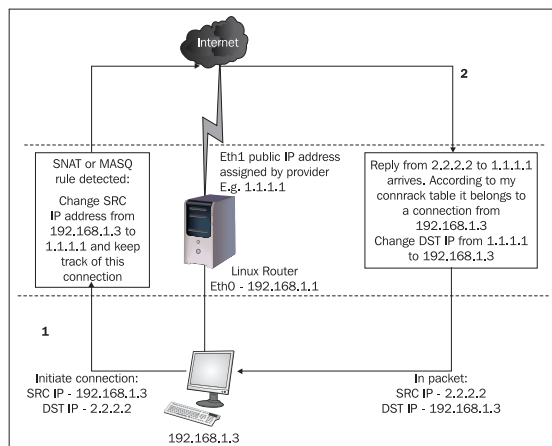 Internet
2
SNAT or MASQ
rule detected:
Change SRC
IP address from
192.168.1.3 to
1.1.1.1 and keep
track of this
connection
Eth1 public IP address
assigned by provider
E.g. 1.1.1.1
Reply from 2.2.2.2 to 1.1.1.1
arrives. According to my
connrack table it belongs to
a connection from
192.168.1.3
Change DST IP from 1.1.1.1
to 192.168.1.3
Linux Router
Eth0 - 192.168.1.1
1
Initiate connection:
SRC IP - 192.168.1.3
DST IP - 2.2.2.2
In packet:
SRC IP - 2.2.2.2
DST IP - 192.168.1.3
192.168.1.3